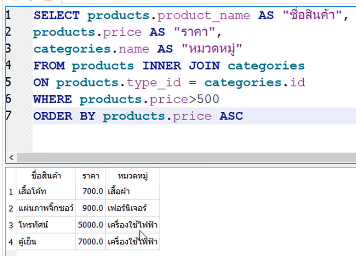 1 SELECT products.product_name AS "ชื่อสินค้า",
2 products.price AS "ราคา",
3 categories.name AS "หมวดหมู่"
4 FROM products INNER JOIN categories
5 ON products.type_id = categories.id
6 WHERE products.price>500
7 ORDER BY products.price ASC
ชื่อสินค้า ราคา หมวดหมู่
1 เสื้อโค้ท 700.0 เสื้อผ้า
2 แผ่นภาพจิ๊กซอว์ 900.0 เฟอร์นิเจอร์
3 โทรทัศน์ 5000.0 เครื่องใช้ไฟฟ้า
4 ตู้เย็น 7000.0 เครื่องใช้ไฟฟ้า